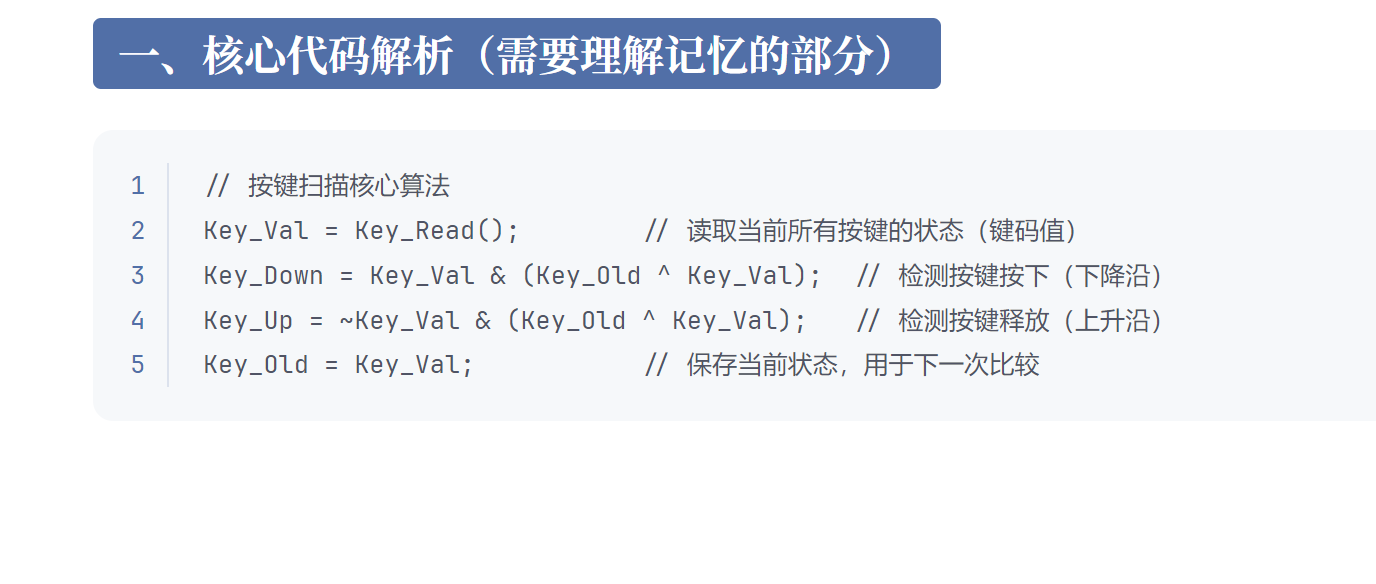 一、核心代码解析（需要理解记忆的部分）
1 // 按键扫描核心算法
2 Key_Val = Key_Read(); // 读取当前所有按键的状态（键码值）
3 Key_Down = Key_Val & (Key_Old ^ Key_Val); // 检测按键按下（下降沿）
4 Key_Up = ~Key_Val & (Key_Old ^ Key_Val); // 检测按键释放（上升沿）
5 Key_Old = Key_Val; // 保存当前状态，用于下一次比较